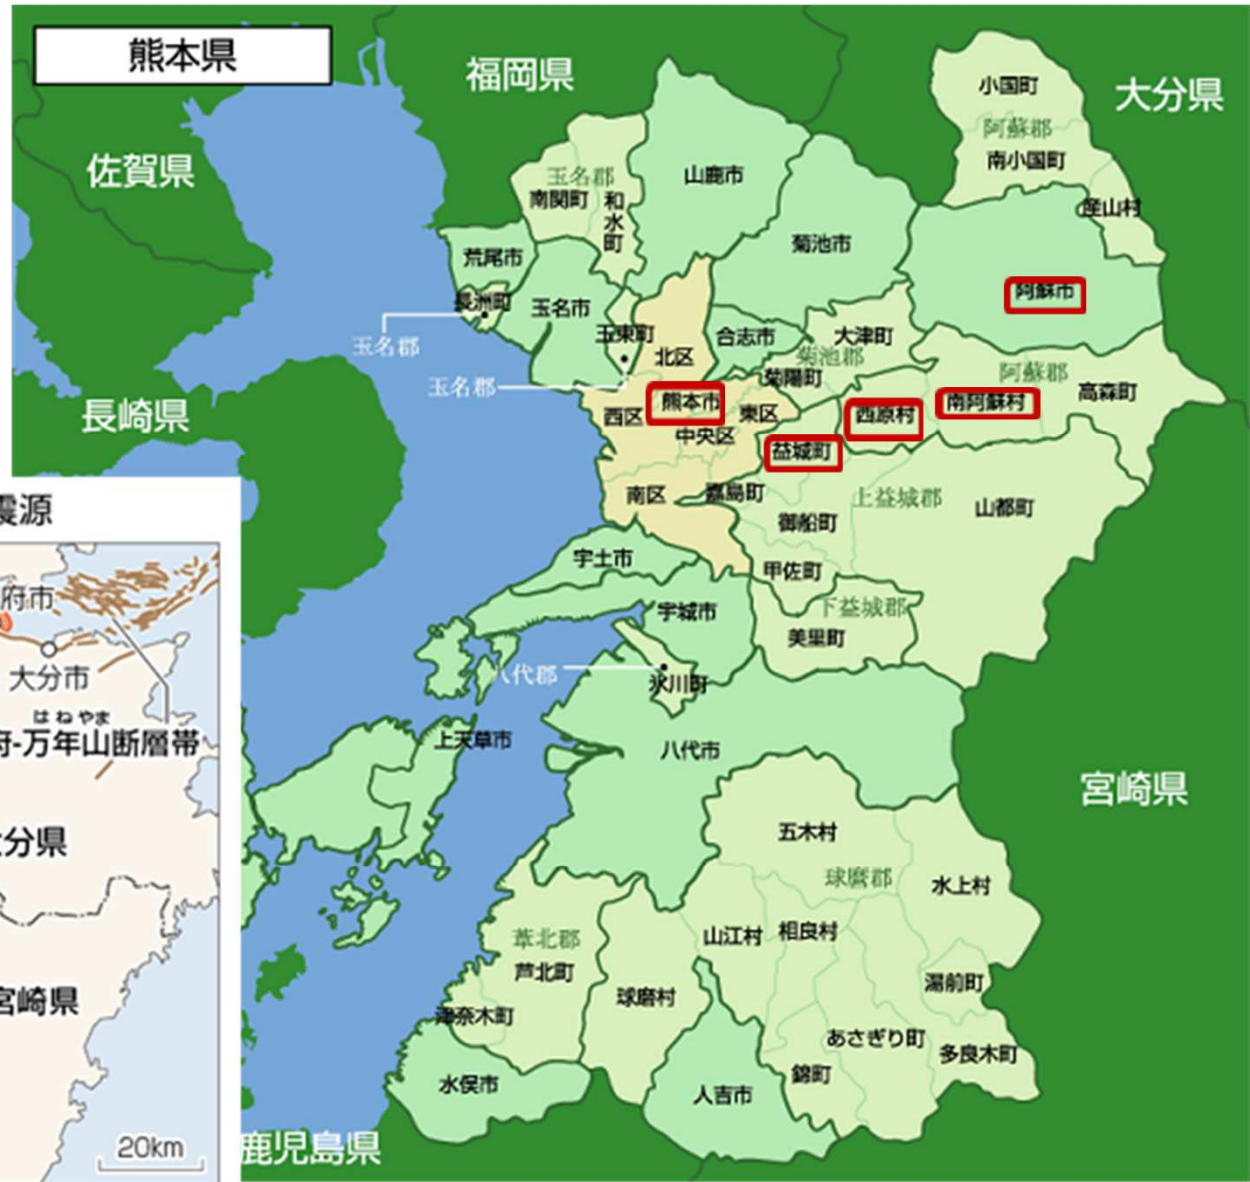 熊本県
福岡県
大分県
佐賀県
長崎県
宮崎県
鹿児島県
小国町
阿蘇郡
南小国町
産山村
山鹿市
玉名郡
南関町
和水町
菊池市
荒尾市
長洲町
玉名郡
玉名市
玉東町
玉名郡
北区
合志市
大津町
菊池郡
菊陽町
阿蘇市
阿蘇郡
高森町
南阿蘇村
西原村
熊本市
西区
東区
中央区
益城町
南区
嘉島町
御船町
上益城郡
山都町
甲佐町
宇土市
宇城市
下益城郡
美里町
八代郡
氷川町
上天草市
八代市
五木村
球磨郡
水上村
山江村
相良村
葦北郡
芦北町
球磨村
湯前町
津奈木町
あさぎり町
多良木町
錦町
水俣市
人吉市
震源
府市
大分市
はねやま
府-万年山断層帯
分県
宮崎県
20km